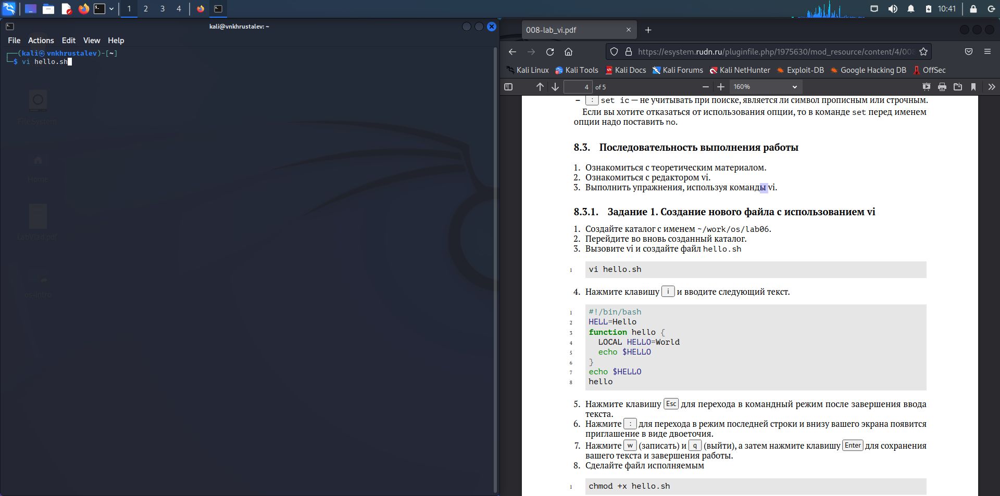 1 2 3 4
10:41
kali@vnkhrustalev: ~
File Actions Edit View Help
┌──(kali㉿vnkhrustalev)-[~]
└─$ vi hello.sh
File System
Home
LabVlad.pdf
os-intro
008-lab_vi.pdf
https://esystem.rudn.ru/pluginfile.php/1975630/mod_resource/content/4/008
Kali Linux Kali Tools Kali Docs Kali Forums Kali NetHunter Exploit-DB Google Hacking DB OffSec
4 of 5 160%
– : set ic — не учитывать при поиске, является ли символ прописным или строчным.
Если вы хотите отказаться от использования опции, то в команде set перед именем
опции надо поставить no.
8.3. Последовательность выполнения работы
1. Ознакомиться с теоретическим материалом.
2. Ознакомиться с редактором vi.
3. Выполнить упражнения, используя команды vi.
8.3.1. Задание 1. Создание нового файла с использованием vi
1. Создайте каталог с именем ~/work/os/lab06.
2. Перейдите во вновь созданный каталог.
3. Вызовите vi и создайте файл hello.sh
1 vi hello.sh
4. Нажмите клавишу i и вводите следующий текст.
1 #!/bin/bash
2 HELL=Hello
3 function hello {
4 LOCAL HELLO=World
5 echo $HELLO
6 }
7 echo $HELLO
8 hello
5. Нажмите клавишу Esc для перехода в командный режим после завершения ввода
текста.
6. Нажмите : для перехода в режим последней строки и внизу вашего экрана появится
приглашение в виде двоеточия.
7. Нажмите w (записать) и q (выйти), а затем нажмите клавишу Enter для сохранения
вашего текста и завершения работы.
8. Сделайте файл исполняемым
1 chmod +x hello.sh